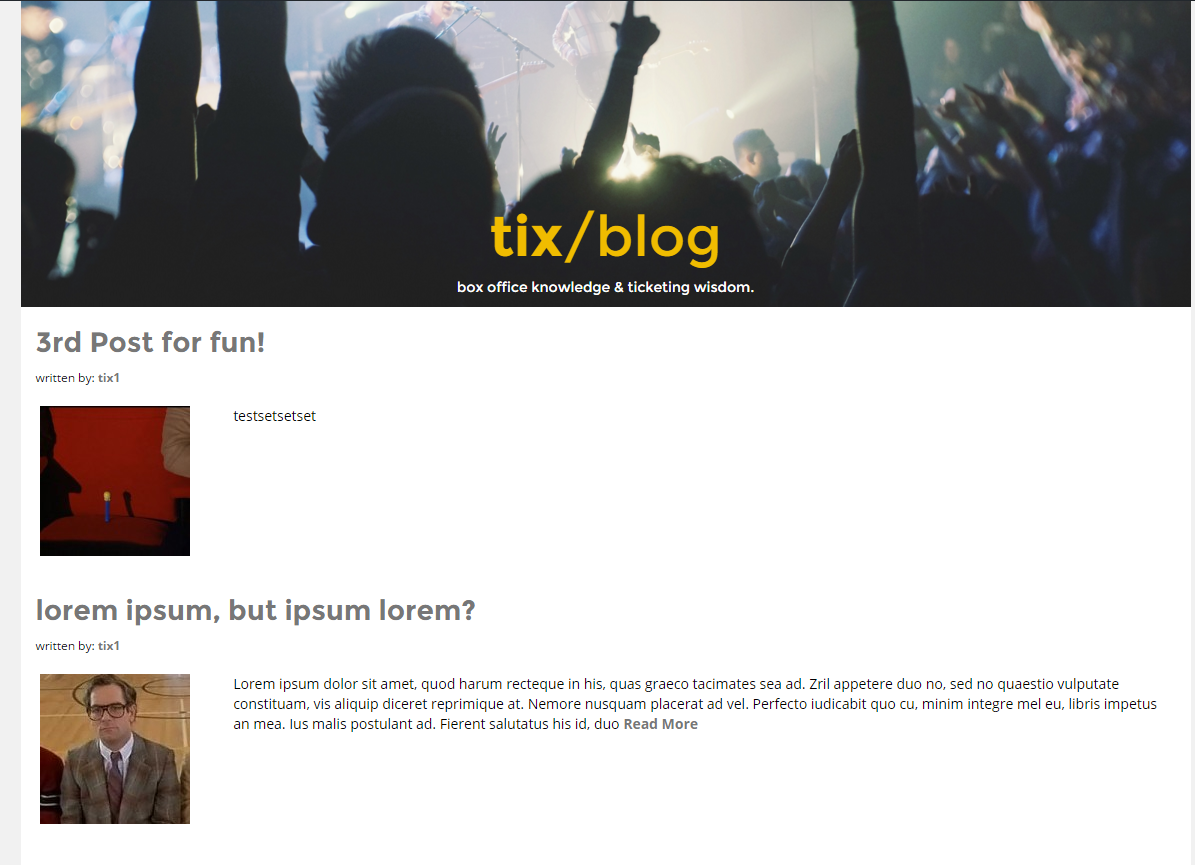 tix/blog
box office knowledge & ticketing wisdom.
3rd Post for fun!
written by: tix1
testsetsetset
lorem ipsum, but ipsum lorem?
written by: tix1
Lorem ipsum dolor sit amet, quod harum recteque in his, quas graeco tacimates sea ad. Zril appetere duo no, sed no quaestio vulputate
constituam, vis aliquip diceret reprimique at. Nemore nusquam placerat ad vel. Perfecto iudicabit quo cu, minim integre mel eu, libris impetus
an mea. Ius malis postulant ad. Fierent salutatus his id, duo Read More